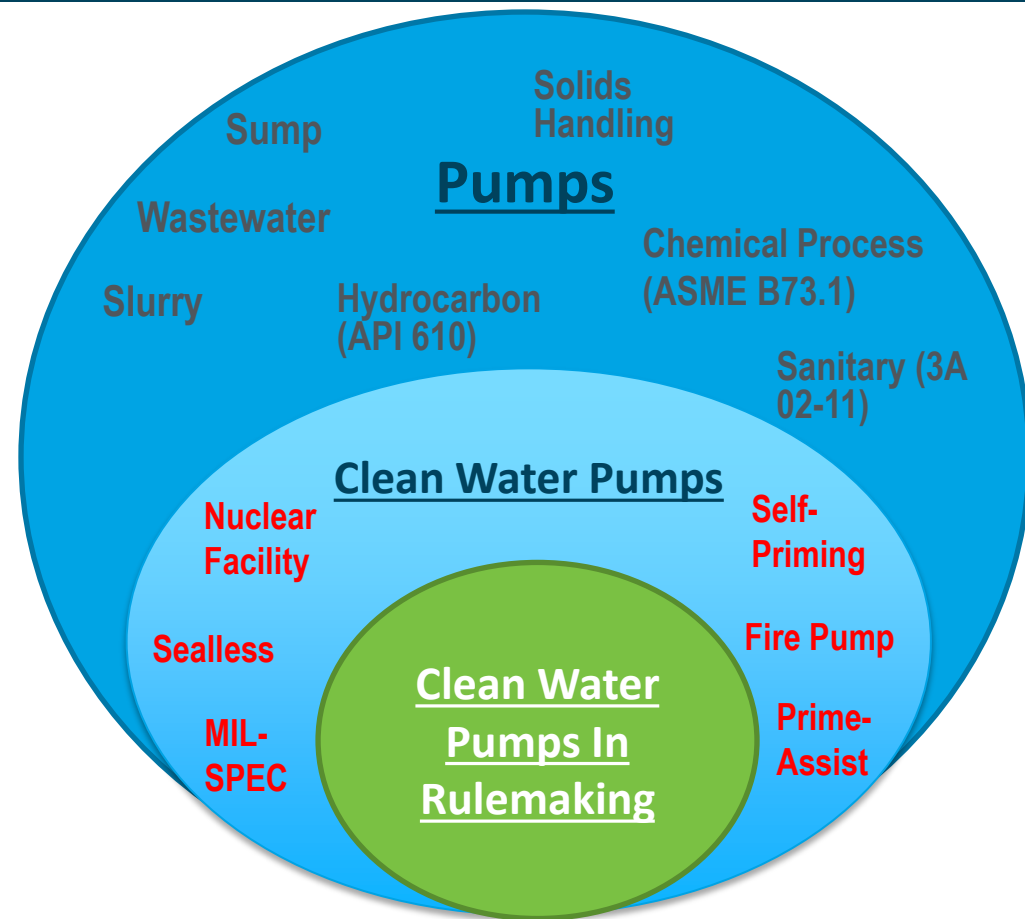 Solids
Handling
Sump
Pumps
Wastewater
Chemical Process
(ASME B73.1)
Slurry
Hydrocarbon
(API 610)
Sanitary (3A
02-11)
Clean Water Pumps
Nuclear
Facility
Self-
Priming
Sealless
Fire Pump
Clean Water
Pumps In
Rulemaking
MIL-
SPEC
Prime-
Assist